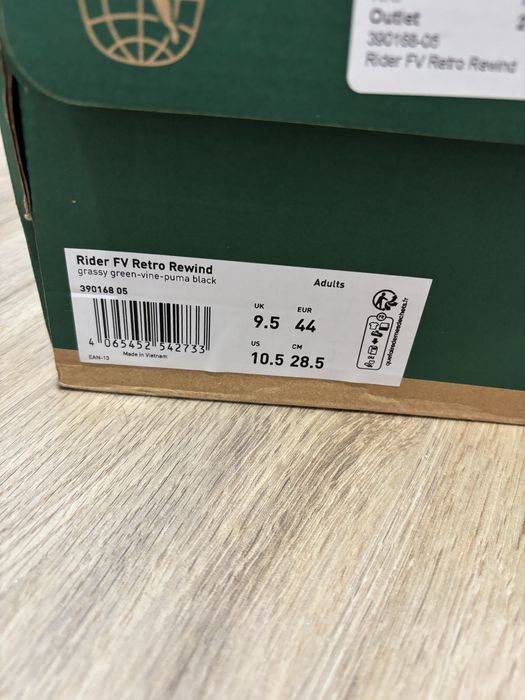 Outlet
390168-05
Rider FV Retro Rewind
Rider FV Retro Rewind
grassy green-vine-puma black
390168 05
Adults
UK EUR
9.5 44
US CM
10.5 28.5
4 065452 542733
EAN-13 Made in Vietnam
quefairedemesdechets.fr